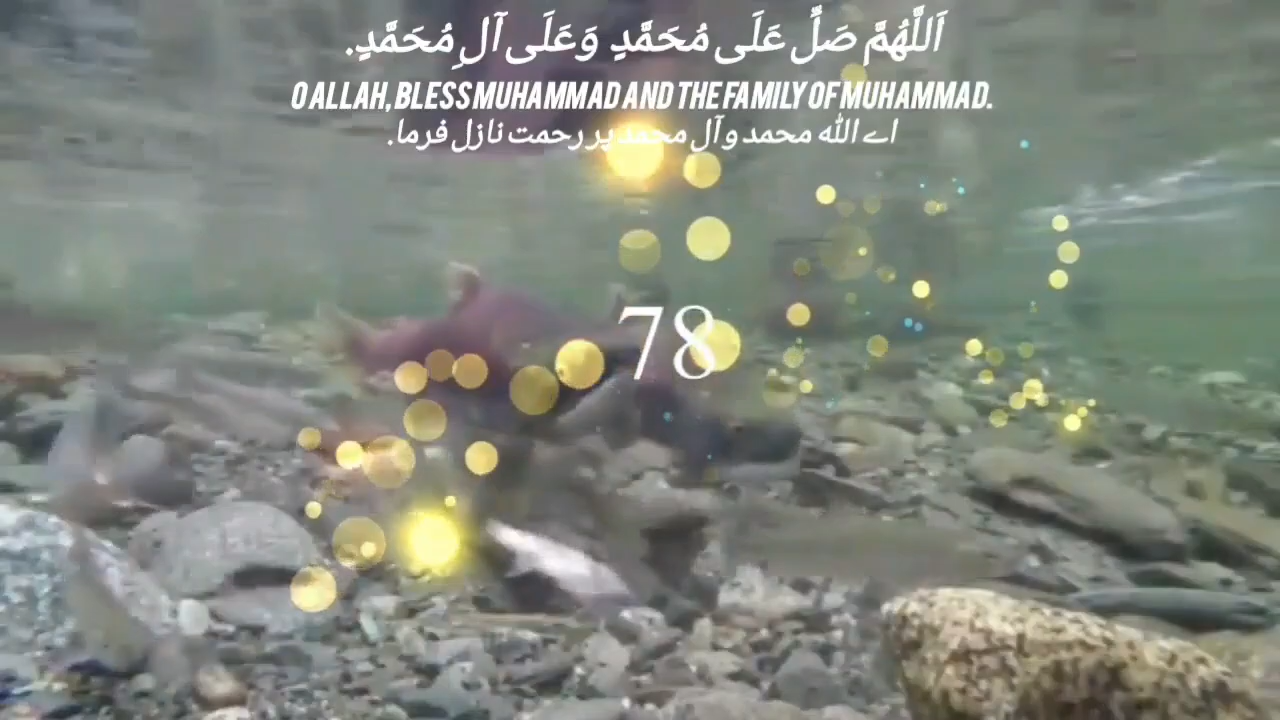 اَللّٰهُمَّ صَلِّ عَلَى مُحَمَّدٍ وَعَلَى آلِ مُحَمَّدٍ.
O ALLAH, BLESS MUHAMMAD AND THE FAMILY OF MUHAMMAD.
اے اللہ محمد و آل محمد پر رحمت نازل فرما.
78